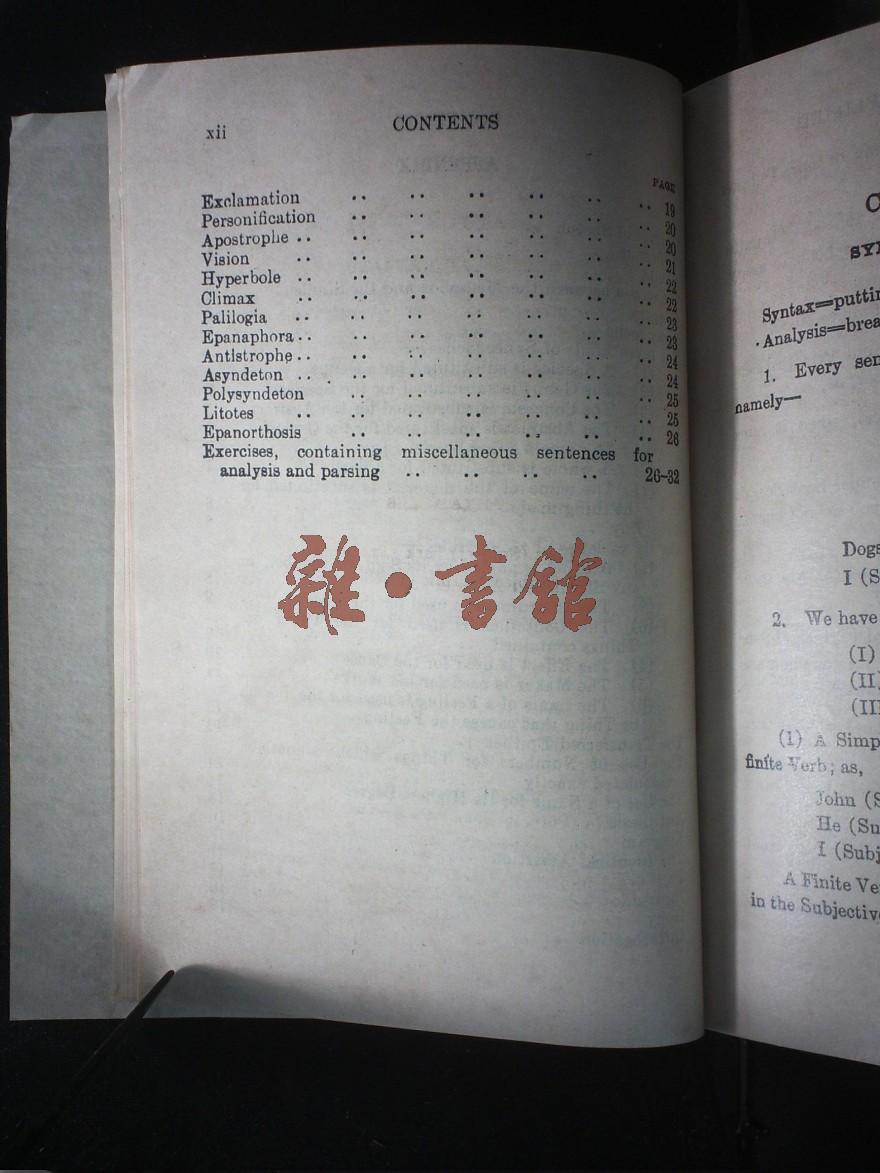 xii
CONTENTS
PAGE
Exclamation .. .. .. .. .. .. 19
Personification .. .. .. .. .. .. 20
Apostrophe .. .. .. .. .. .. .. 20
Vision .. .. .. .. .. .. .. 21
Hyperbole .. .. .. .. .. .. .. 22
Climax .. .. .. .. .. .. .. 22
Palilogia .. .. .. .. .. .. .. 23
Epanaphora .. .. .. .. .. .. .. 23
Antistrophe .. .. .. .. .. .. .. 24
Asyndeton .. .. .. .. .. .. .. 24
Polysyndeton .. .. .. .. .. .. 25
Litotes .. .. .. .. .. .. .. 25
Epanorthosis .. .. .. .. .. .. 26
Exercises, containing miscellaneous sentences for
analysis and parsing .. .. .. .. 26-32
雜·書館
C
SY
Syntax=puttin
Analysis=brea
1. Every sen
namely—
Dogs
I (S
2. We have
(I)
(II)
(III
(1) A Simp
finite Verb; as,
John (S
He (Su
I (Subj
A Finite Ve
in the Subjectiv